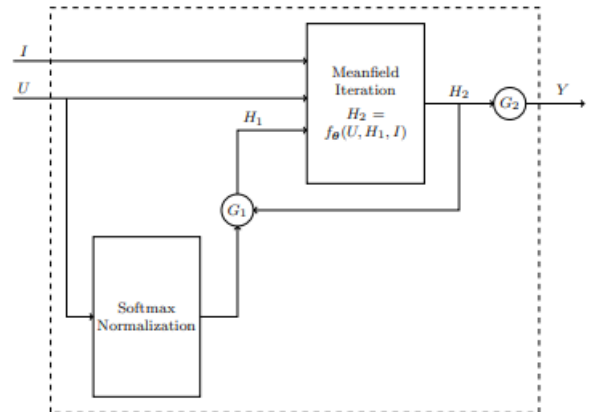 I
U
Meanfield
Iteration
H₂ =
f_θ(U, H₁, I)
H₁
H₂
G₂
Y
G₁
Softmax
Normalization